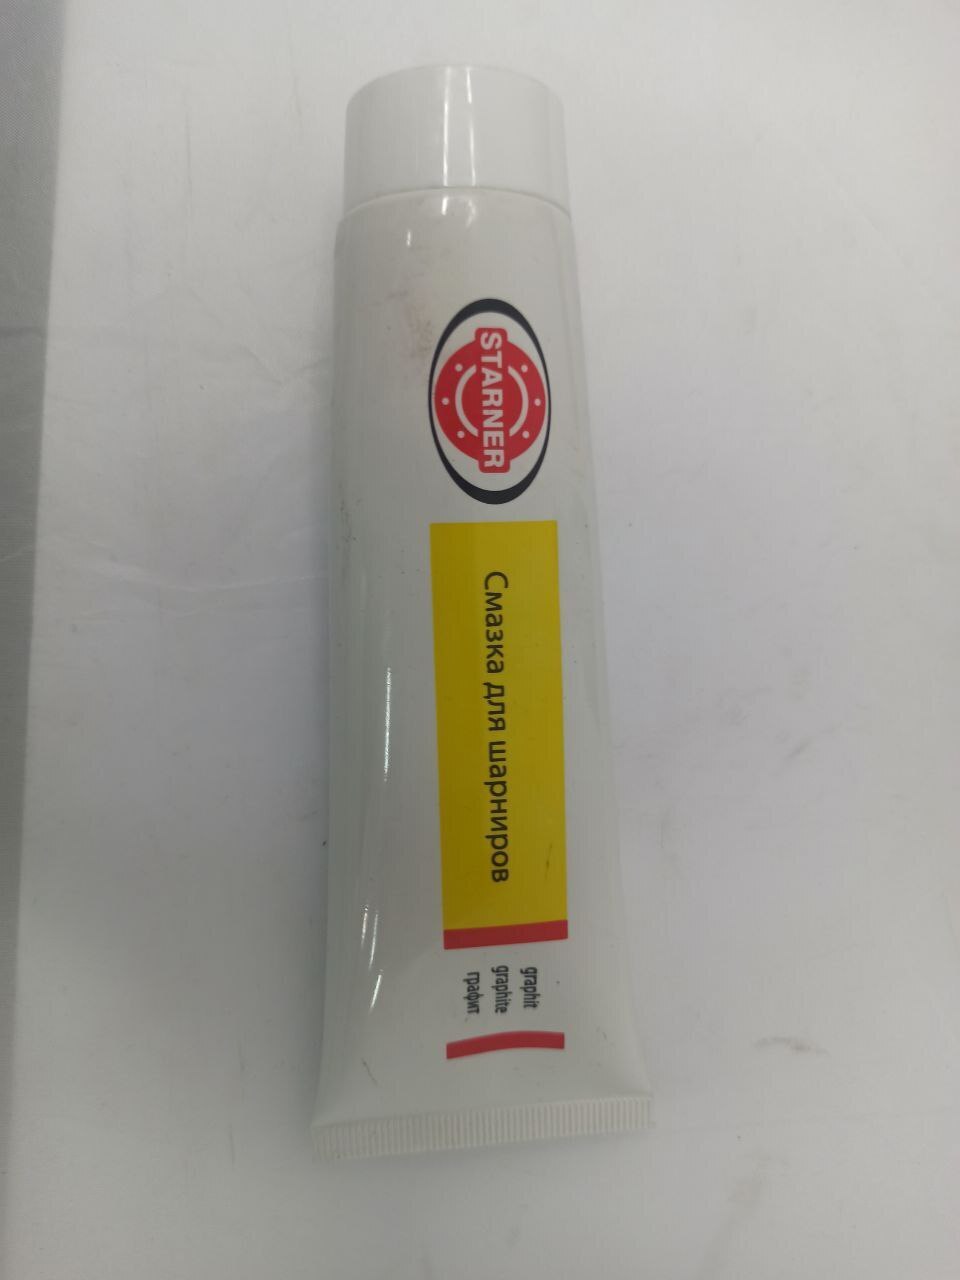 STARNER
Смазка для шарниров
graphit
graphite
графит